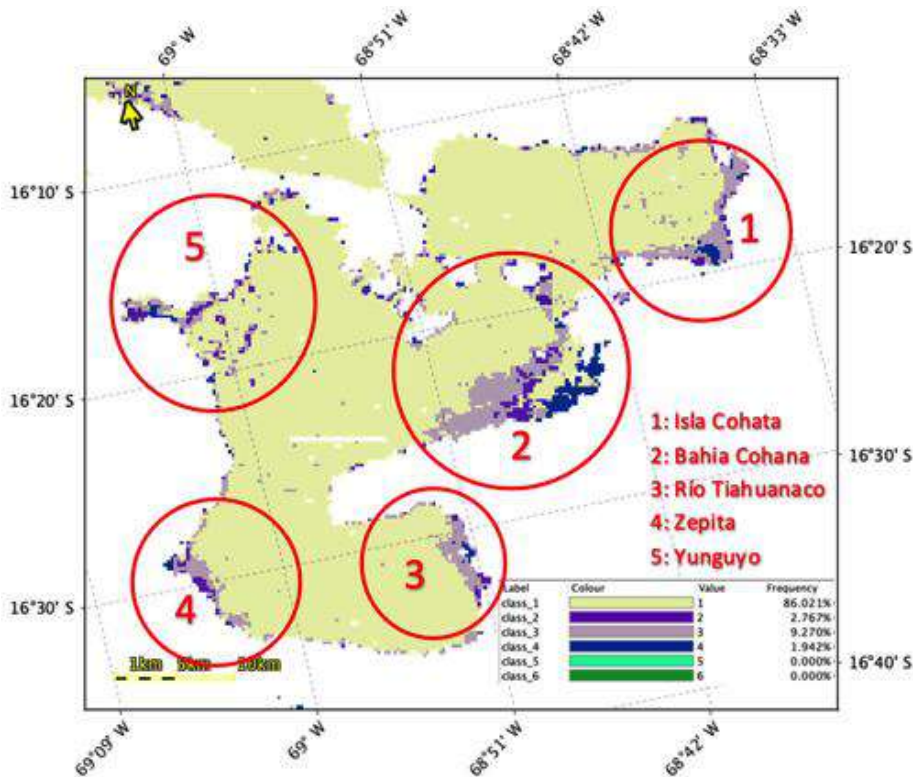 69° W
68°51' W
68°42' W
68°33' W
N
16°10' S
16°20' S
16°30' S
16°20' S
16°30' S
16°40' S
1
5
2
3
4
1: Isla Cohata
2: Bahia Cohana
3: Río Tiahuanaco
4: Zepita
5: Yunguyo
Label Colour Value Frequency
class_1 1 86.021%
class_2 2 2.767%
class_3 3 9.270%
class_4 4 1.942%
class_5 5 0.000%
class_6 6 0.000%
1km 5km 10km
69°09' W
69° W
68°51' W
68°42' W